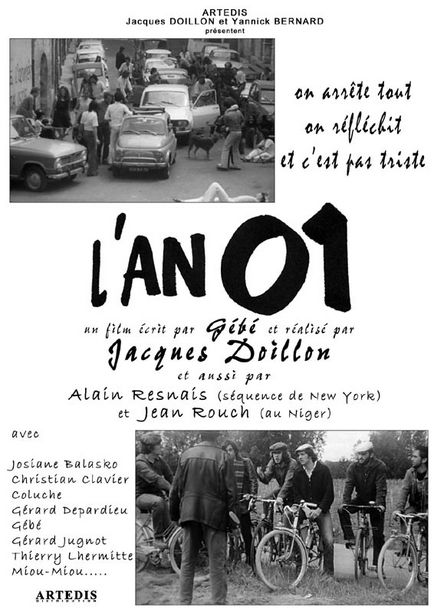 ARTEDIS
Jacques DOILLON et Yannick BERNARD
présentent
on arrête tout
on réfléchit
et c'est pas triste
L'AN 01
un film écrit par Gébé et réalisé par
Jacques Doillon
et aussi par
Alain Resnais (séquence de New York)
et Jean Rouch (au Niger)
avec
Josiane Balasko
Christian Clavier
Coluche
Gérard Depardieu
Gébé
Gérard Jugnot
Thierry Lhermitte
Miou-Miou.....
ARTEDIS
DISTRIBUTION